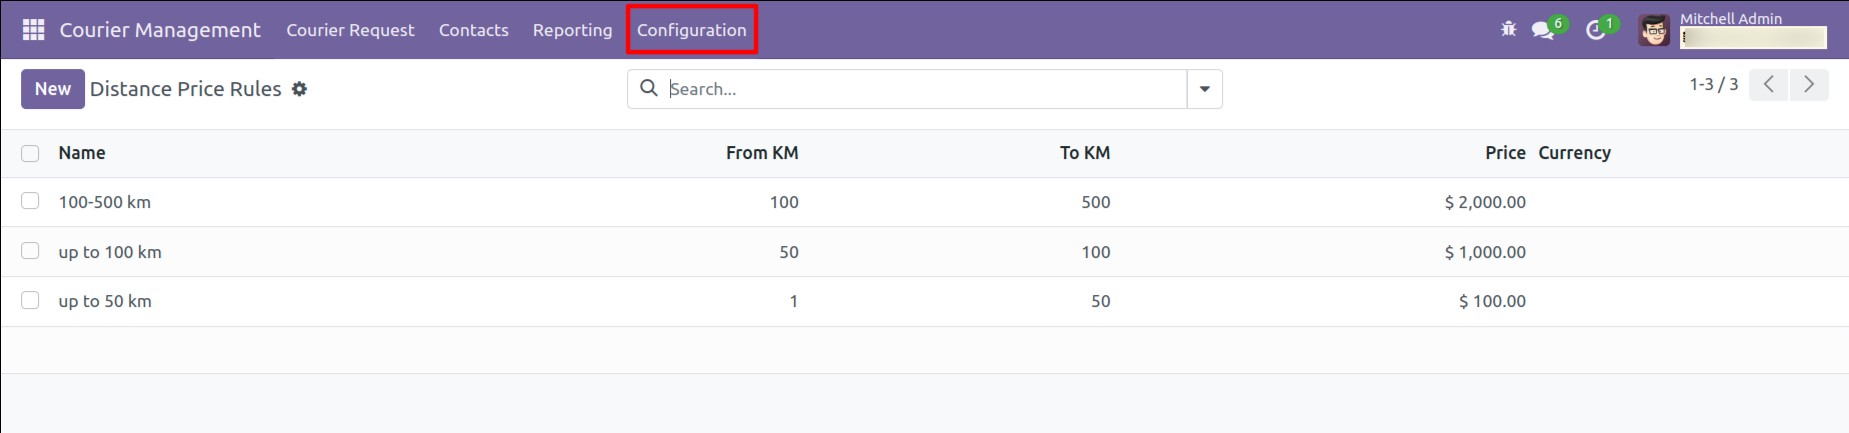 Courier Management Courier Request Contacts Reporting Configuration 6 1 Mitchell Admin
New Distance Price Rules Search... 1-3 / 3
Name From KM To KM Price Currency
100-500 km 100 500 $ 2,000.00
up to 100 km 50 100 $ 1,000.00
up to 50 km 1 50 $ 100.00